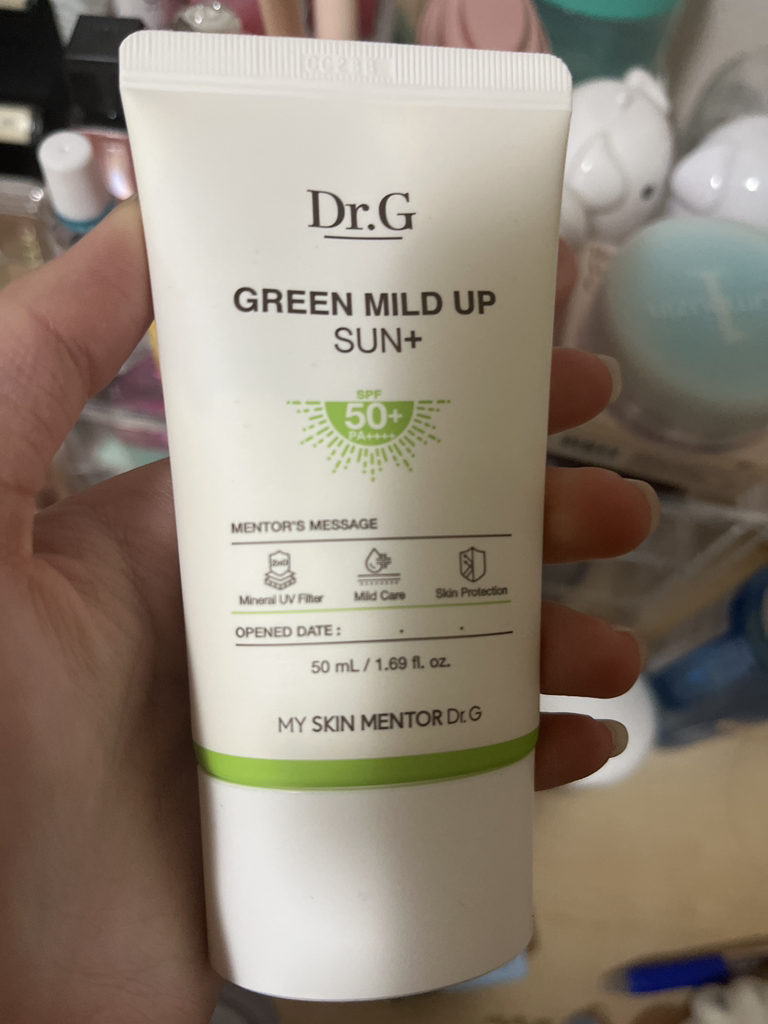 Dr.G
GREEN MILD UP
SUN+
SPF
50+
PA++++
MENTOR'S MESSAGE
ZnO
Mineral UV Filter
Mild Care
Skin Protection
OPENED DATE : . .
50 mL / 1.69 fl. oz.
MY SKIN MENTOR Dr.G